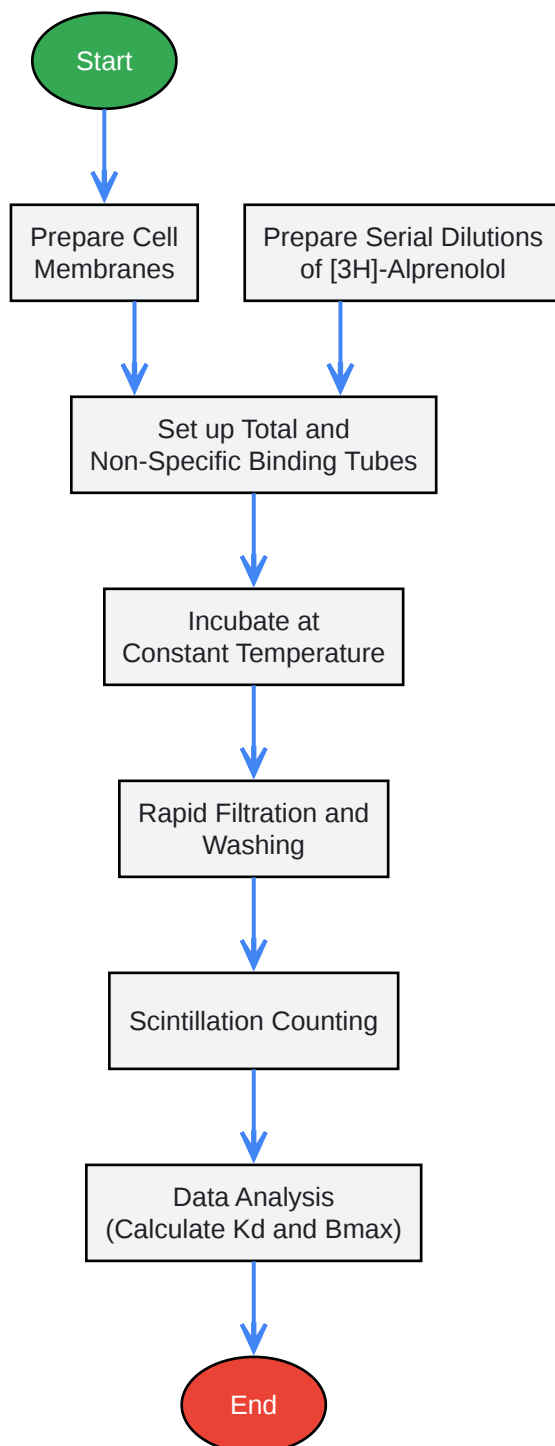 Start
Prepare Cell
Membranes
Prepare Serial Dilutions
of [3H]-Alprenolol
Set up Total and
Non-Specific Binding Tubes
Incubate at
Constant Temperature
Rapid Filtration and
Washing
Scintillation Counting
Data Analysis
(Calculate Kd and Bmax)
End